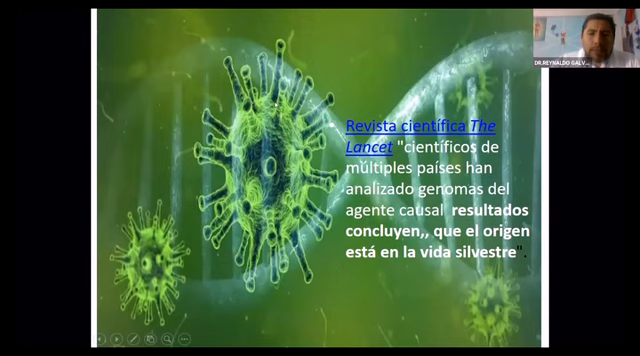 DR.REYNALDO GALV...
Revista científica The
Lancet "científicos de
múltiples países han
analizado genomas del
agente causal resultados
concluyen,, que el origen
está en la vida silvestre".